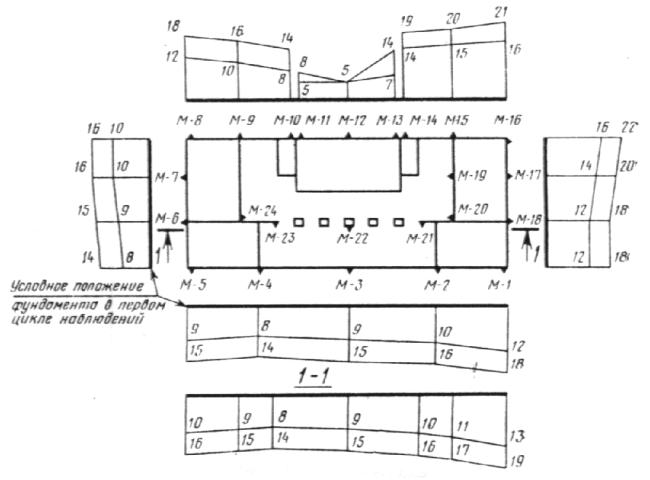 18 16 14 8 5 14 19 20 21
12 10 8 5 7 14 15 16
М-8 М-9 М-10 М-11 М-12 М-13 М-14 М-15 М-16
16 10 16 22
16 10 М-7 М-19 М-17 14 20
15 9 М-6 М-24 М-20 М-18 12 18
М-23 М-22 М-21
14 8 1 1 12 18
М-5 М-4 М-3 М-2 М-1
Условное положение
фундамента в первом
цикле наблюдений
9 8 9 10 12
15 14 15 16 18
1-1
10 9 8 9 10 11 13
16 15 14 15 16 17 19